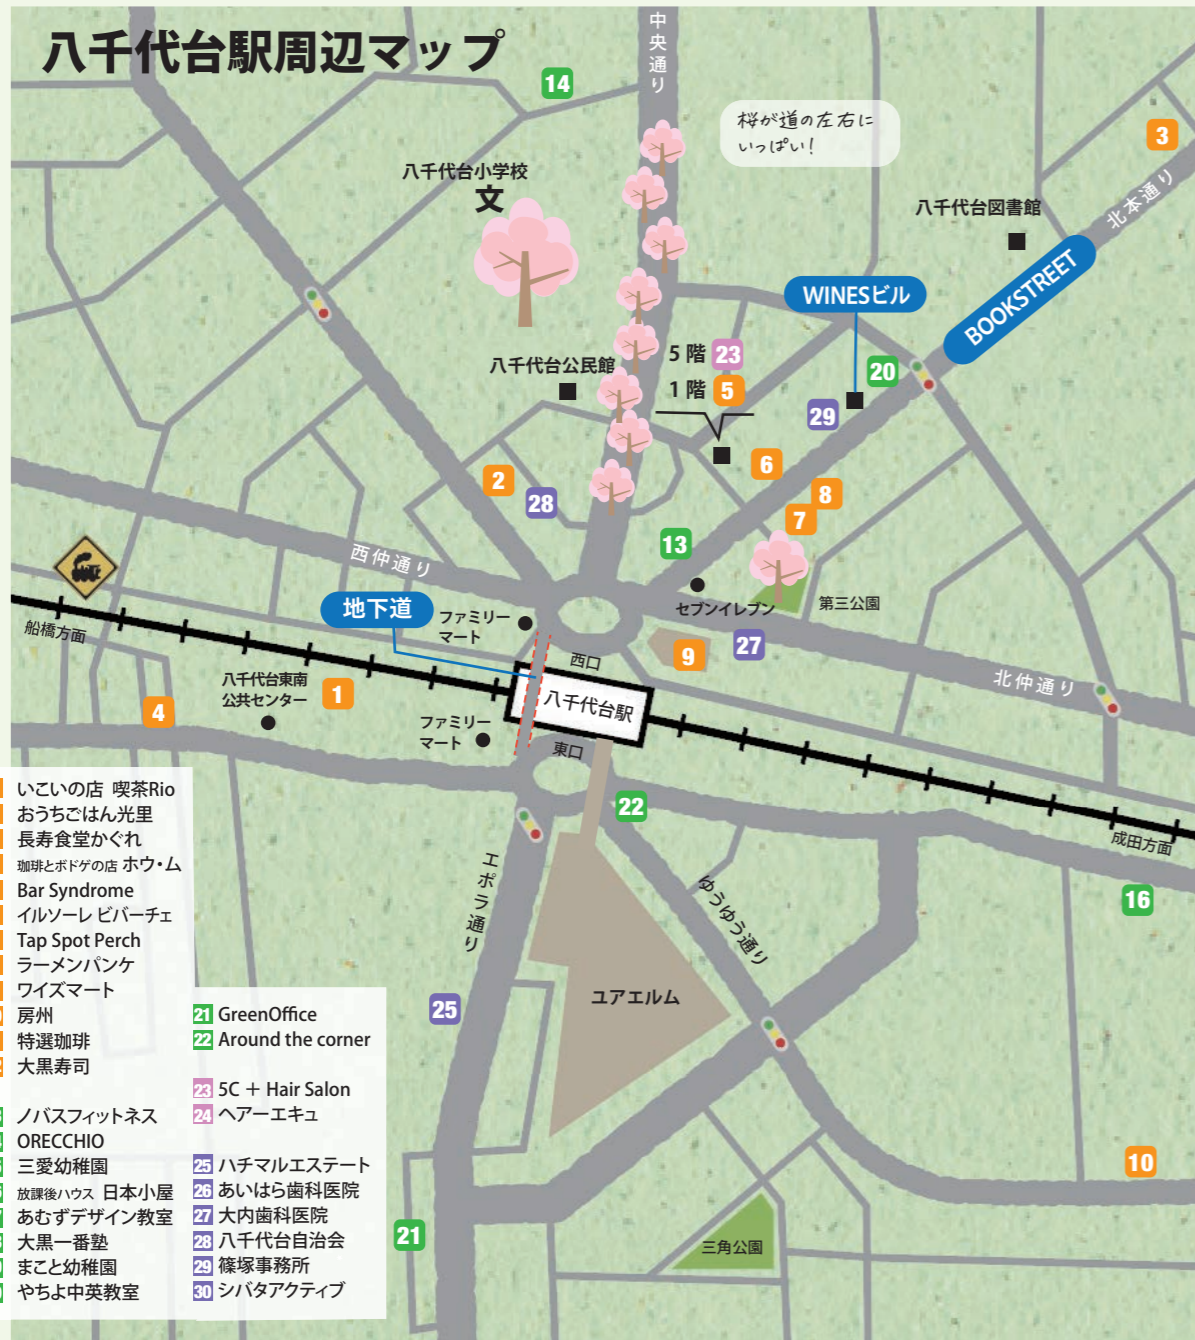 八千代台駅周辺マップ
中央通り
14
桜が道の左右に
いっぱい!
3
八千代台小学校
文
北本通り
八千代台図書館
BOOKSTREET
WINESビル
5階 23
1階 5
八千代台公民館
20
29
2
28
6
8
7
13
西仲通り
地下道
ファミリー
マート
セブンイレブン
第三公園
船橋方面
西口
9
27
北仲通り
八千代台東南
公共センター
1
八千代台駅
4
ファミリー
マート
東口
22
成田方面
エポラ通り
ゆうゆう通り
16
ユアエルム
25
10
21
三角公園
いこいの店 喫茶Rio
おうちごはん光里
長寿食堂かぐれ
珈琲とボドゲの店 ホウ・ム
Bar Syndrome
イルソーレ ビバーチェ
Tap Spot Perch
ラーメンパンケ
ワイズマート
房州
特選珈琲
大黒寿司
ノバスフィットネス
ORECCHIO
三愛幼稚園
放課後ハウス 日本小屋
あむずデザイン教室
大黒一番塾
まこと幼稚園
やちよ中英教室
21 GreenOffice
22 Around the corner
23 5C + Hair Salon
24 ヘアーエキュ
25 ハチマルエステート
26 あいはら歯科医院
27 大内歯科医院
28 八千代台自治会
29 篠塚事務所
30 シバタアクティブ